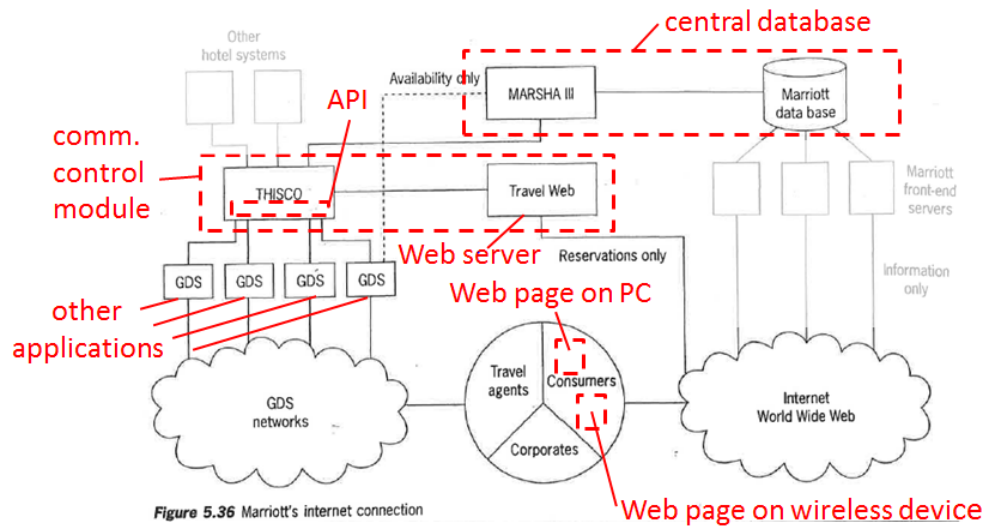 central database
Other
hotel systems
Availability only
MARSHA III
Marriott
data base
API
comm.
control
module
THISCO
Travel Web
Marriott
front-end
servers
Web server
Reservations only
GDS
GDS
GDS
GDS
Information
only
Web page on PC
other
applications
Travel
agents
Consumers
GDS
networks
Internet
World Wide Web
Corporates
Figure 5.36 Marriott's internet connection
Web page on wireless device